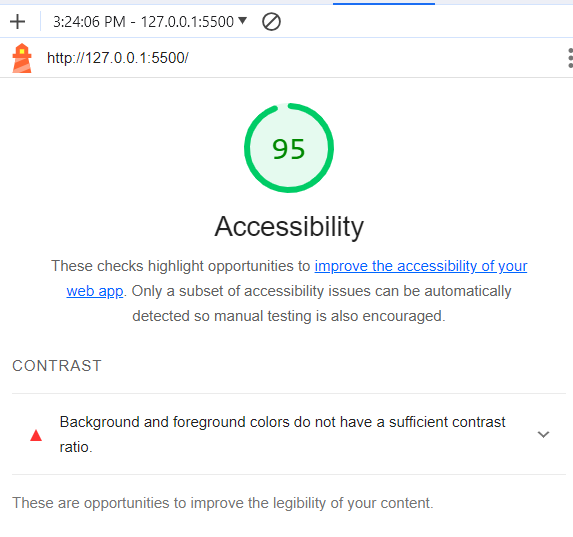 3:24:06 PM - 127.0.0.1:5500
http://127.0.0.1:5500/
95
Accessibility
These checks highlight opportunities to improve the accessibility of your
web app. Only a subset of accessibility issues can be automatically
detected so manual testing is also encouraged.
CONTRAST
Background and foreground colors do not have a sufficient contrast
ratio.
These are opportunities to improve the legibility of your content.